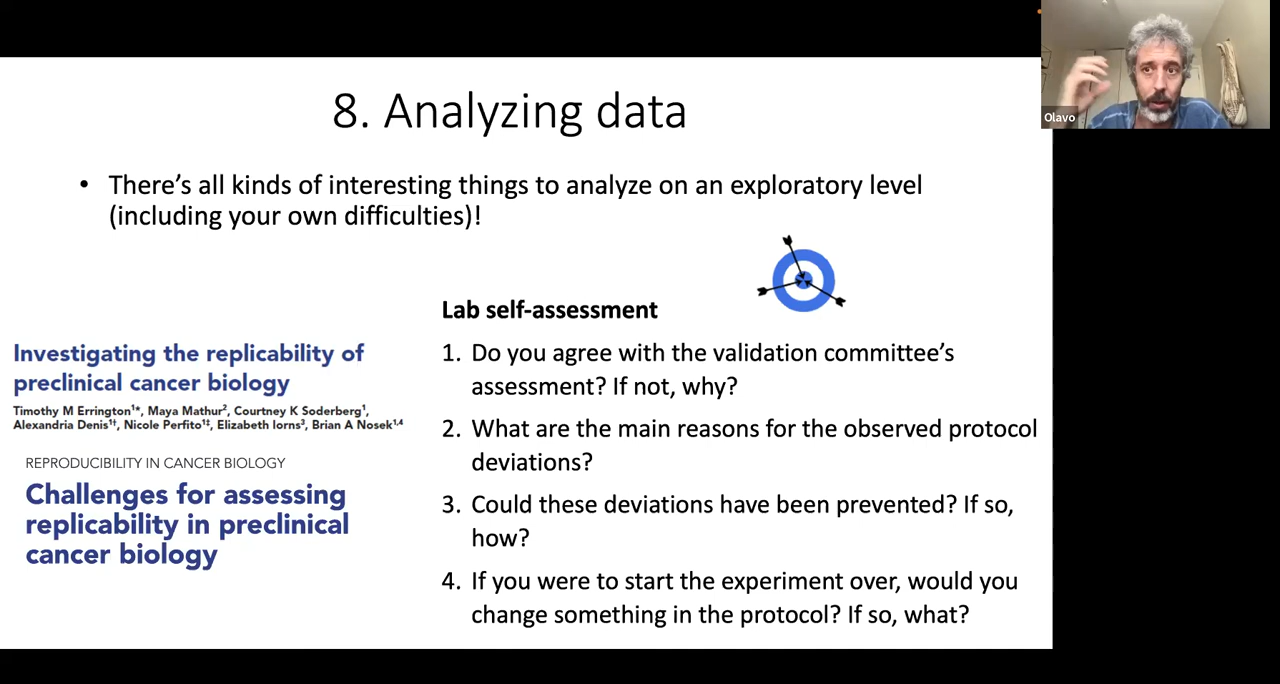 8. Analyzing data
• There's all kinds of interesting things to analyze on an exploratory level
(including your own difficulties)!
Olavo
Investigating the replicability of
preclinical cancer biology
Timothy M Errington¹*, Maya Mathur², Courtney K Soderberg¹,
Alexandria Denis¹†, Nicole Perfito¹‡, Elizabeth Iorns³, Brian A Nosek¹,⁴
REPRODUCIBILITY IN CANCER BIOLOGY
Challenges for assessing
replicability in preclinical
cancer biology
Lab self-assessment
1. Do you agree with the validation committee's
assessment? If not, why?
2. What are the main reasons for the observed protocol
deviations?
3. Could these deviations have been prevented? If so,
how?
4. If you were to start the experiment over, would you
change something in the protocol? If so, what?